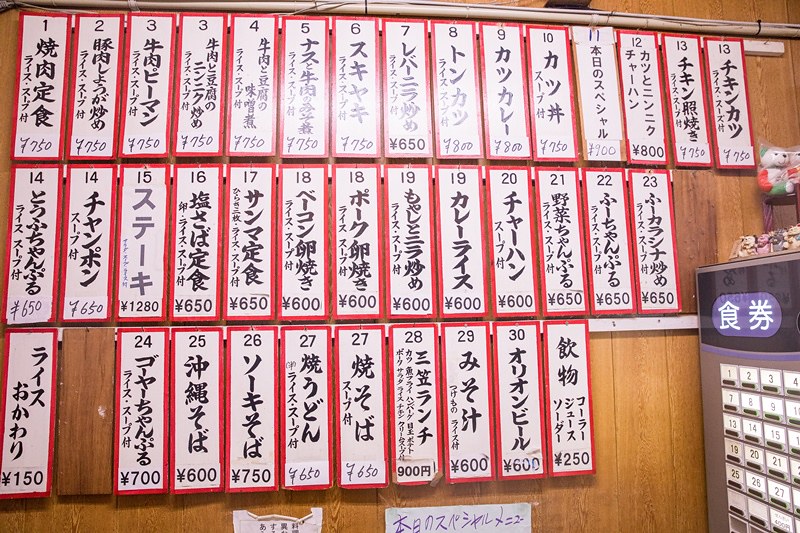 1 焼肉定食 ライス・スープ付 ¥750
2 豚肉しょうが炒め ライス・スープ付 ¥750
3 牛肉ピーマン ライス・スープ付 ¥750
3 牛肉とニンニク炒め ライス・スープ付 ¥750
4 牛肉と豆腐の味噌煮 ライス・スープ付 ¥750
5 ナスと牛肉の ライス・スープ付 ¥750
6 スキヤキ ライス・スープ付 ¥750
7 レバーニラ炒め ライス・スープ付 ¥650
8 トンカツ ライス・スープ付 ¥800
9 カツカレー ¥800
10 カツ丼 スープ付 ¥750
11 本日のスペシャル ¥700
12 カツとニンニクチャーハン ¥800
13 チキン照焼き ライス・スープ付 ¥750
13 チキンカツ ライス・スープ付 ¥750
14 とうふちゃんぷる ライス・スープ付 ¥650
14 チャンポン スープ付 ¥650
15 ステーキ ¥1280
16 塩さば定食 卵・ライス・スープ付 ¥650
17 サンマ定食 ライス・スープ付 ¥650
18 ベーコン卵焼き ライス・スープ付 ¥600
18 ポーク卵焼き ライス・スープ付 ¥600
19 もやしとニラ炒め ライス・スープ付 ¥600
19 カレーライス スープ付 ¥600
20 チャーハン スープ付 ¥600
21 野菜ちゃんぷる ライス・スープ付 ¥650
22 ふーちゃんぷる ライス・スープ付 ¥650
23 ふーカラシナ炒め ライス・スープ付 ¥650
ライスおかわり ¥150
24 ゴーヤーちゃんぷる ライス・スープ付 ¥700
25 沖縄そば ¥600
26 ソーキそば ¥750
27 焼うどん ライス・スープ付 ¥650
27 焼そば スープ付 ¥650
28 三笠ランチ 900円
29 みそ汁 つけもの ライス付 ¥600
30 オリオンビール ¥600
飲物 コーラー ジュース ソーダー ¥250
食券
1 2 3 4
7 8 9 10
13 14 15
19 20 21
25 26 27
本日のスペシャルメニュー